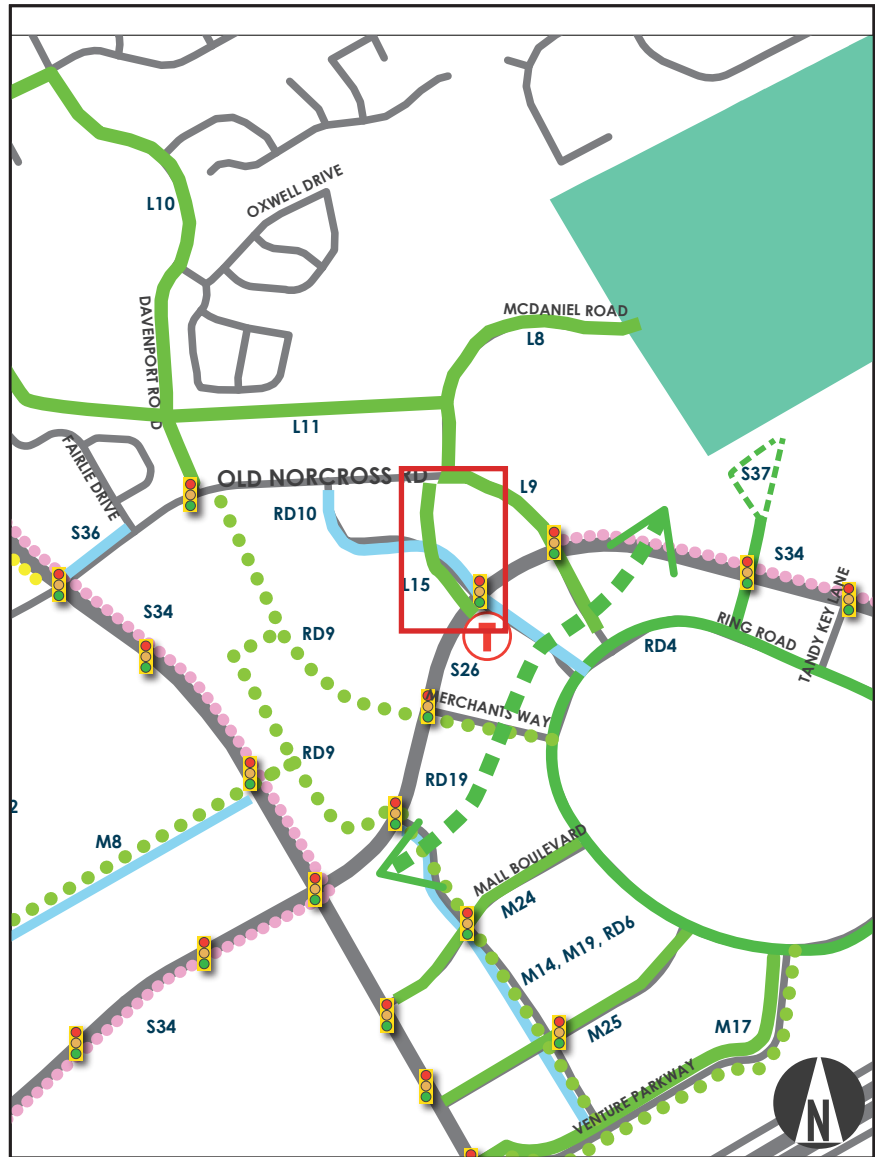 L10
OXWELL DRIVE
MCDANIEL ROAD
L8
DAVENPORT ROAD
L11
FAIRLIE DRIVE
OLD NORCROSS RD
S37
L9
RD10
S36
S34
L15
S34
TANDY KEY LANE
RING ROAD
RD9
RD4
S26
MERCHANTS WAY
RD9
RD19
2
M8
MALL BOULEVARD
M24
M14, M19, RD6
S34
M25
M17
VENTURE PARKWAY
T
N